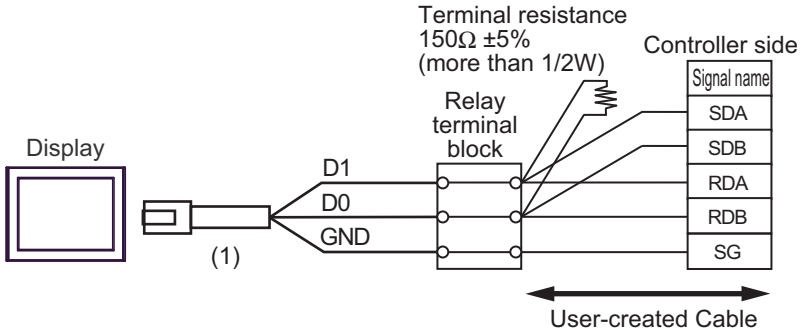 Terminal resistance
150Ω ±5%
(more than 1/2W)
Controller side
Signal name
SDA
SDB
RDA
RDB
SG
Relay
terminal
block
Display
D1
D0
GND
(1)
User-created Cable